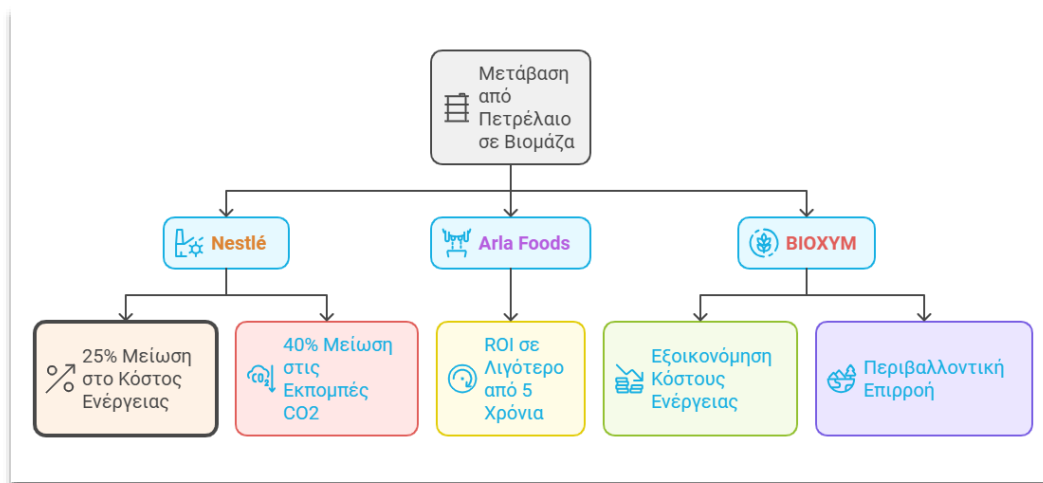 Μετάβαση
από
Πετρέλαιο
σε Βιομάζα
Nestlé
Arla Foods
BIOXYM
25% Μείωση
στο Κόστος
Ενέργειας
40% Μείωση
στις
Εκπομπές
CO2
ROI σε
Λιγότερο
από 5
Χρόνια
Εξοικονόμηση
Κόστους
Ενέργειας
Περιβαλλοντική
Επιρροή